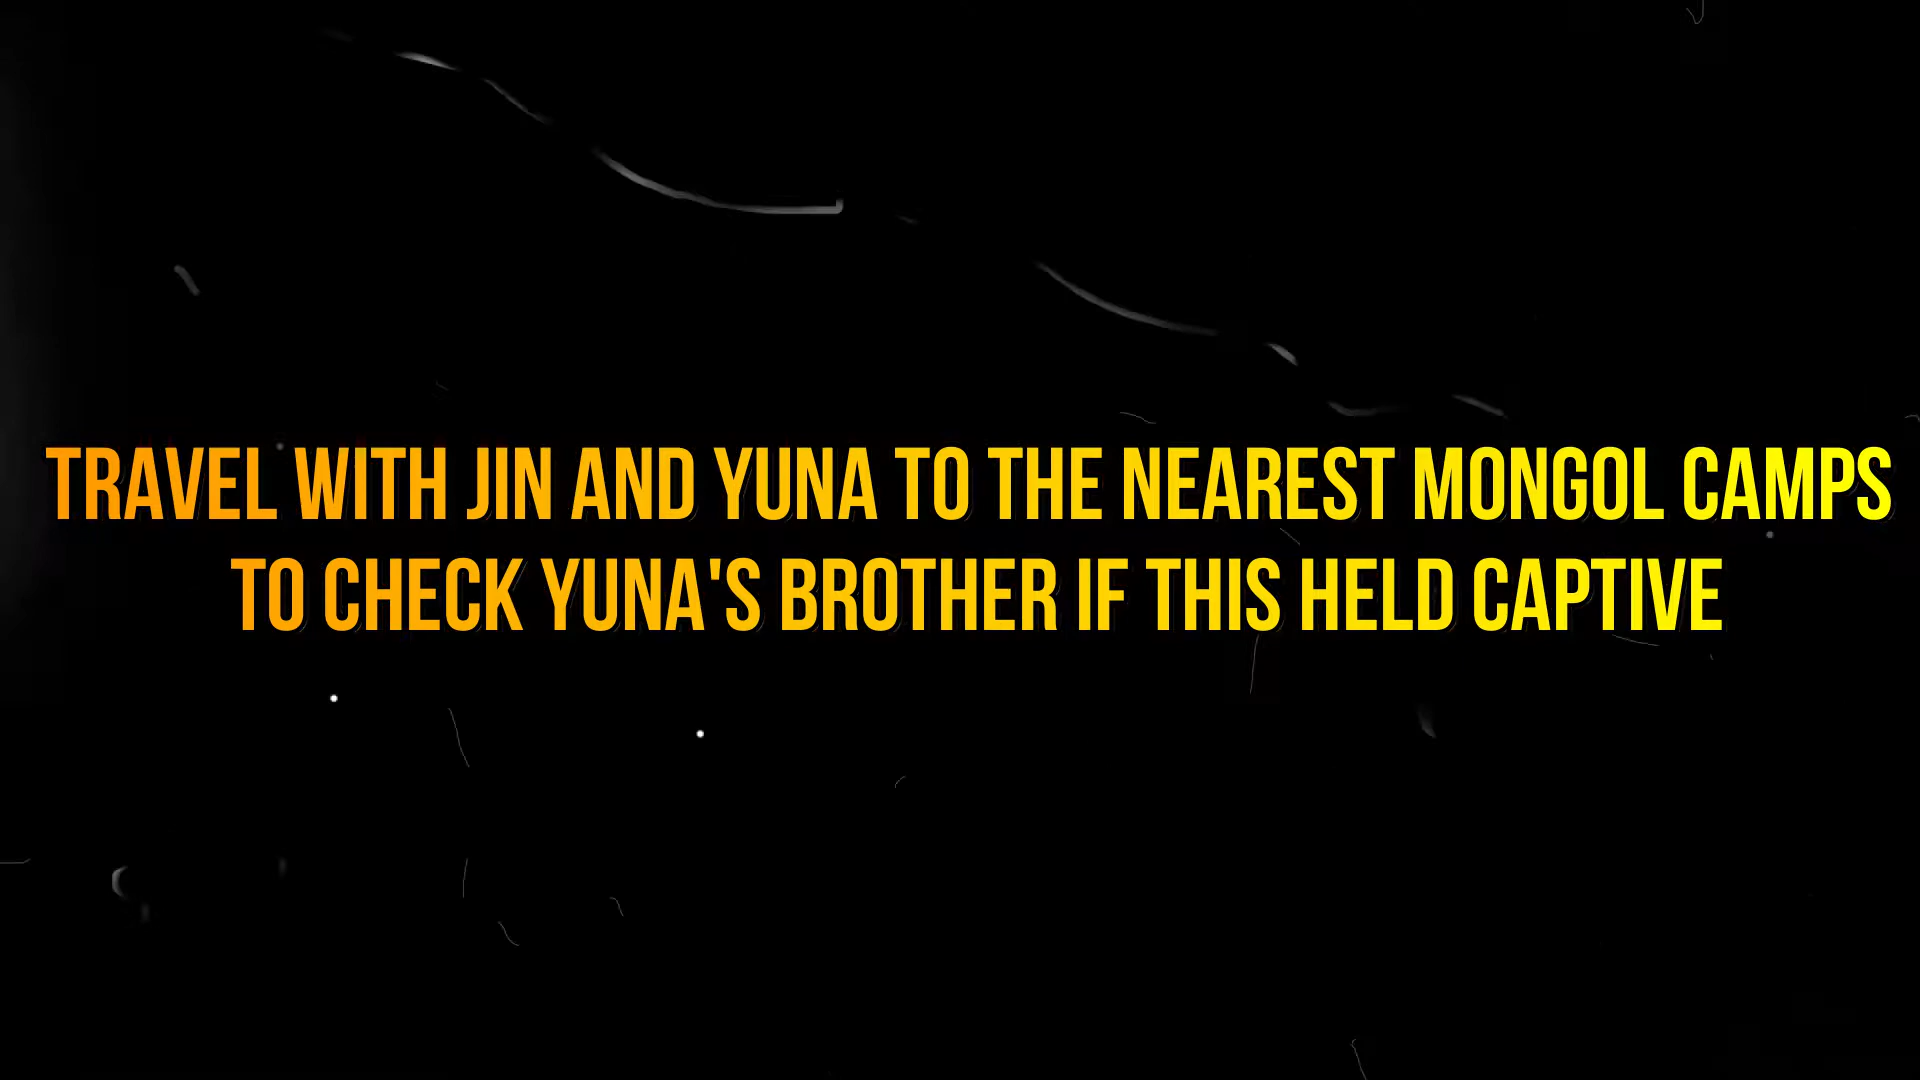 TRAVEL WITH JIN AND YUNA TO THE NEAREST MONGOL CAMPS
TO CHECK YUNA'S BROTHER IF THIS HELD CAPTIVE